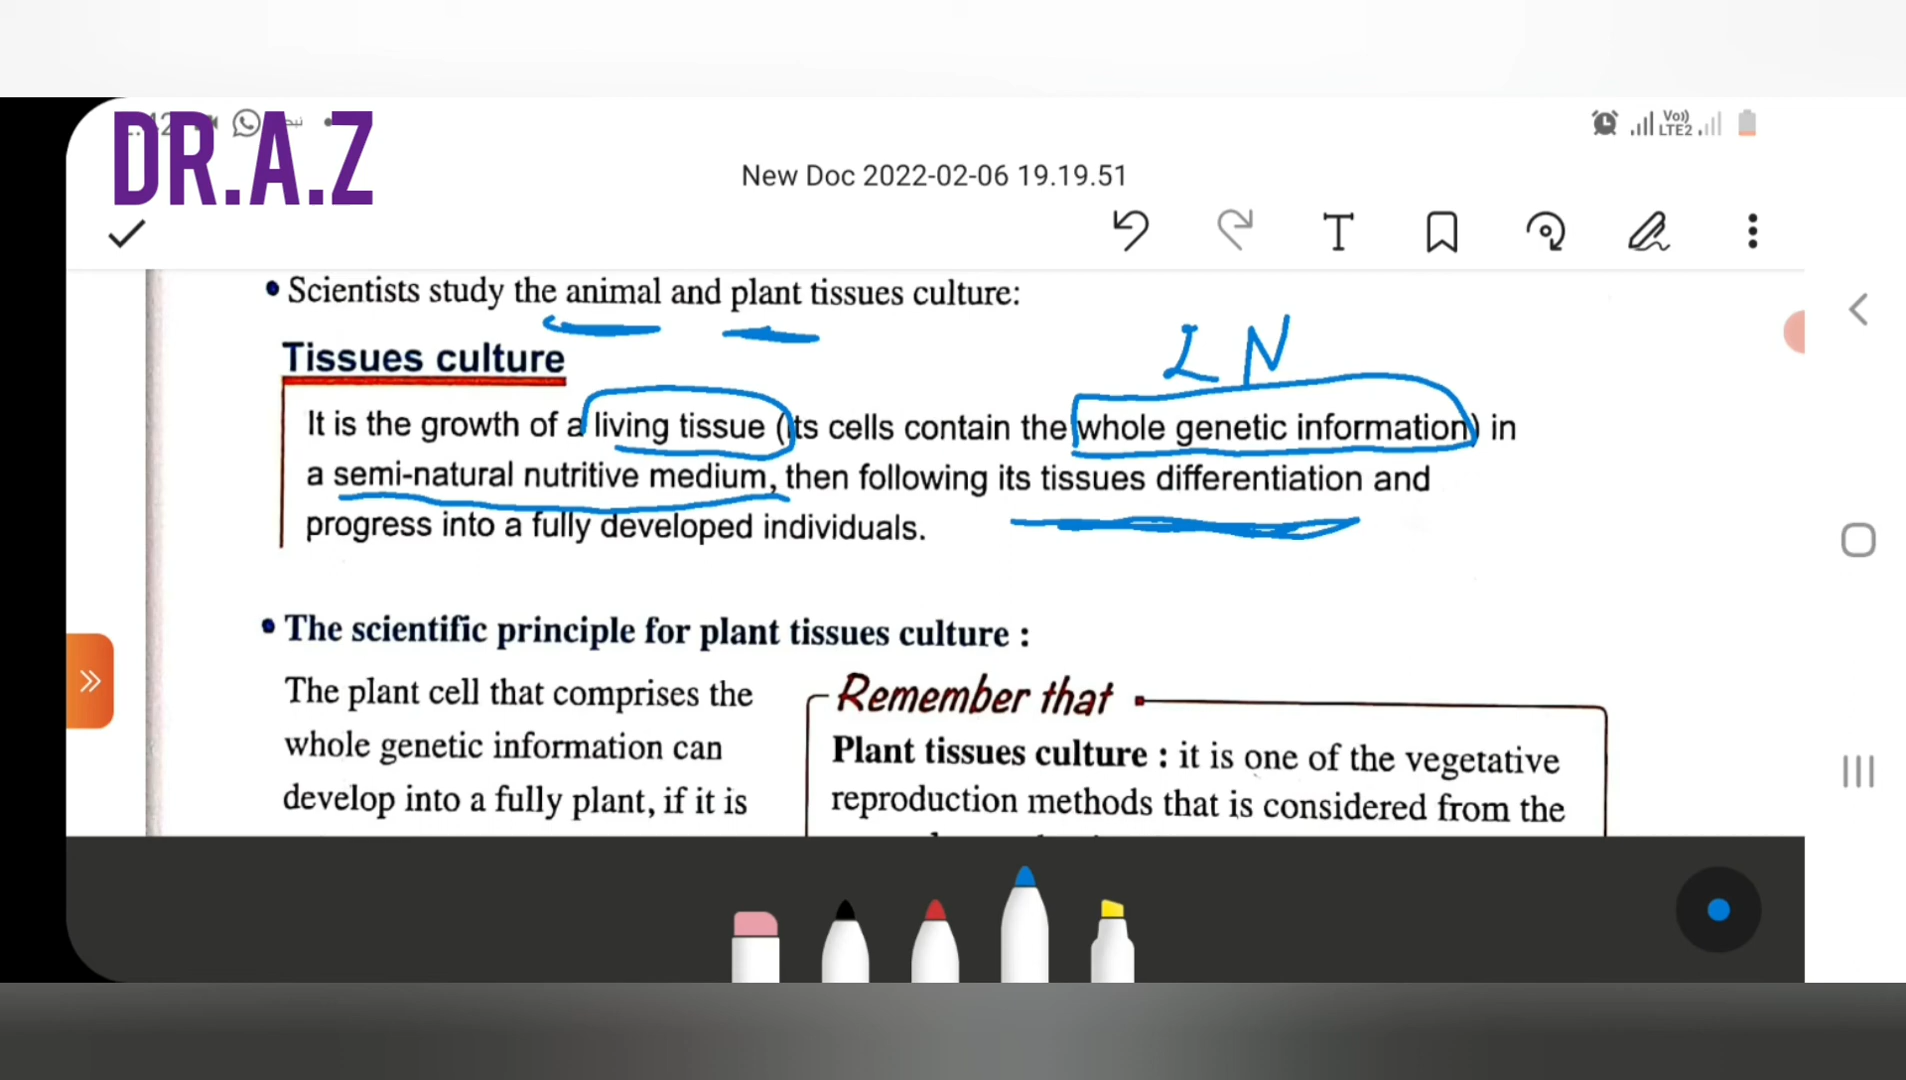 DR.A.Z
New Doc 2022-02-06 19.19.51
Vo))
LTE2
T
• Scientists study the animal and plant tissues culture:
Tissues culture
2 N
It is the growth of a living tissue (its cells contain the whole genetic information) in
a semi-natural nutritive medium, then following its tissues differentiation and
progress into a fully developed individuals.
• The scientific principle for plant tissues culture :
The plant cell that comprises the
whole genetic information can
develop into a fully plant, if it is
Remember that
Plant tissues culture : it is one of the vegetative
reproduction methods that is considered from the